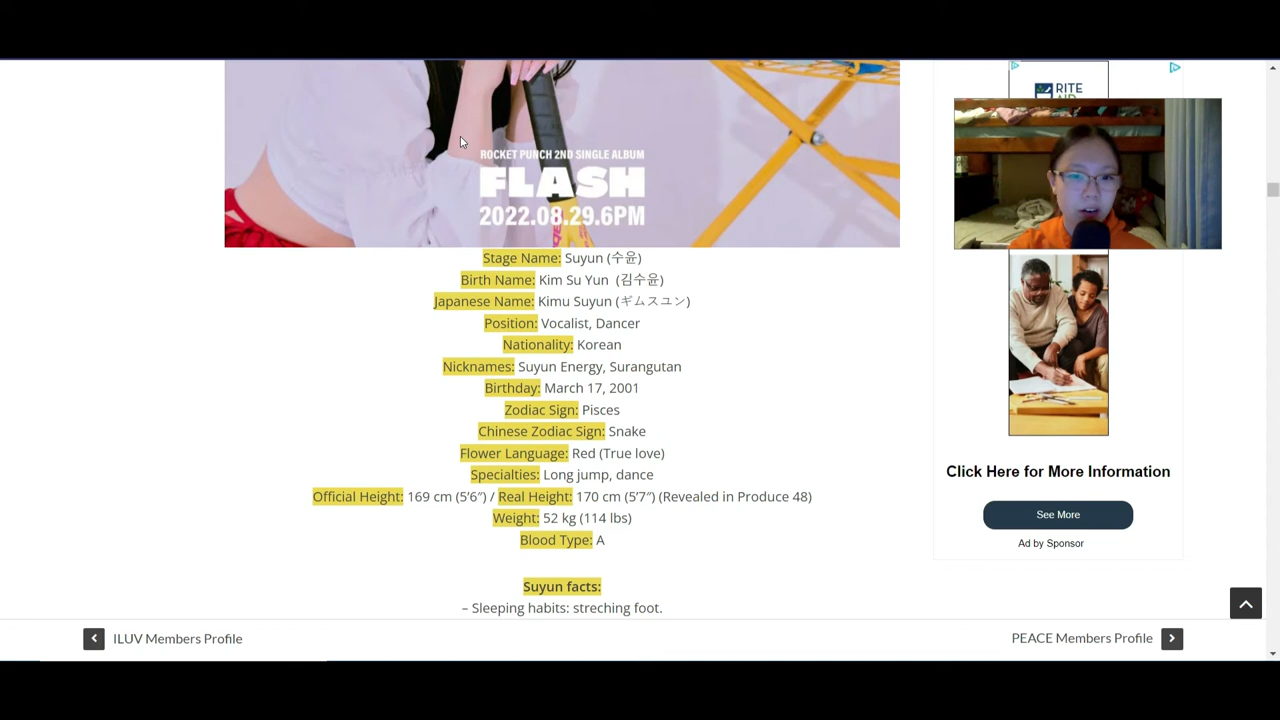 ROCKET PUNCH 2ND SINGLE ALBUM
FLASH
2022.08.29.6PM
Stage Name: Suyun (수윤)
Birth Name: Kim Su Yun (김수윤)
Japanese Name: Kimu Suyun (ギムスユン)
Position: Vocalist, Dancer
Nationality: Korean
Nicknames: Suyun Energy, Surangutan
Birthday: March 17, 2001
Zodiac Sign: Pisces
Chinese Zodiac Sign: Snake
Flower Language: Red (True love)
Specialties: Long jump, dance
Official Height: 169 cm (5’6″) / Real Height: 170 cm (5’7″) (Revealed in Produce 48)
Weight: 52 kg (114 lbs)
Blood Type: A
Suyun facts:
– Sleeping habits: streching foot.
ILUV Members Profile
PEACE Members Profile
RITE
Click Here for More Information
See More
Ad by Sponsor